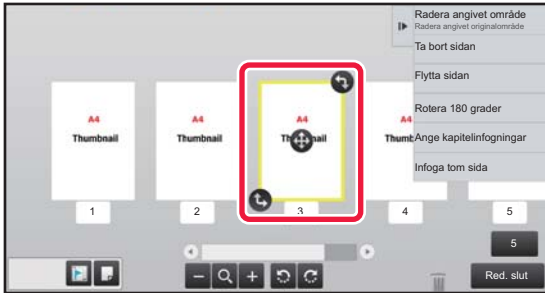 Radera angivet område
Radera angivet originalområde
Ta bort sidan
Flytta sidan
Rotera 180 grader
Ange kapitelinfogningar
Infoga tom sida
A4
Thumbnail
A4
Thumbnail
A4
A4
1
2
3
4
5
5
Red. slut